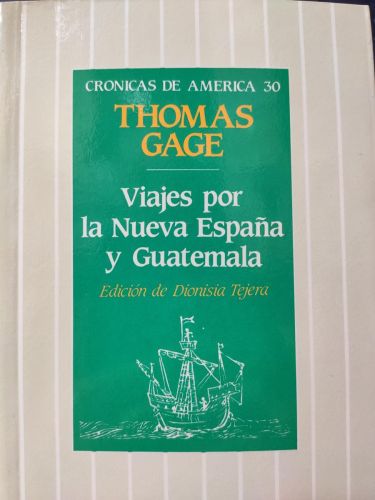 CRONICAS DE AMERICA 30
THOMAS
GAGE
Viajes por
la Nueva España
y Guatemala
Edición de Dionisia Tejera